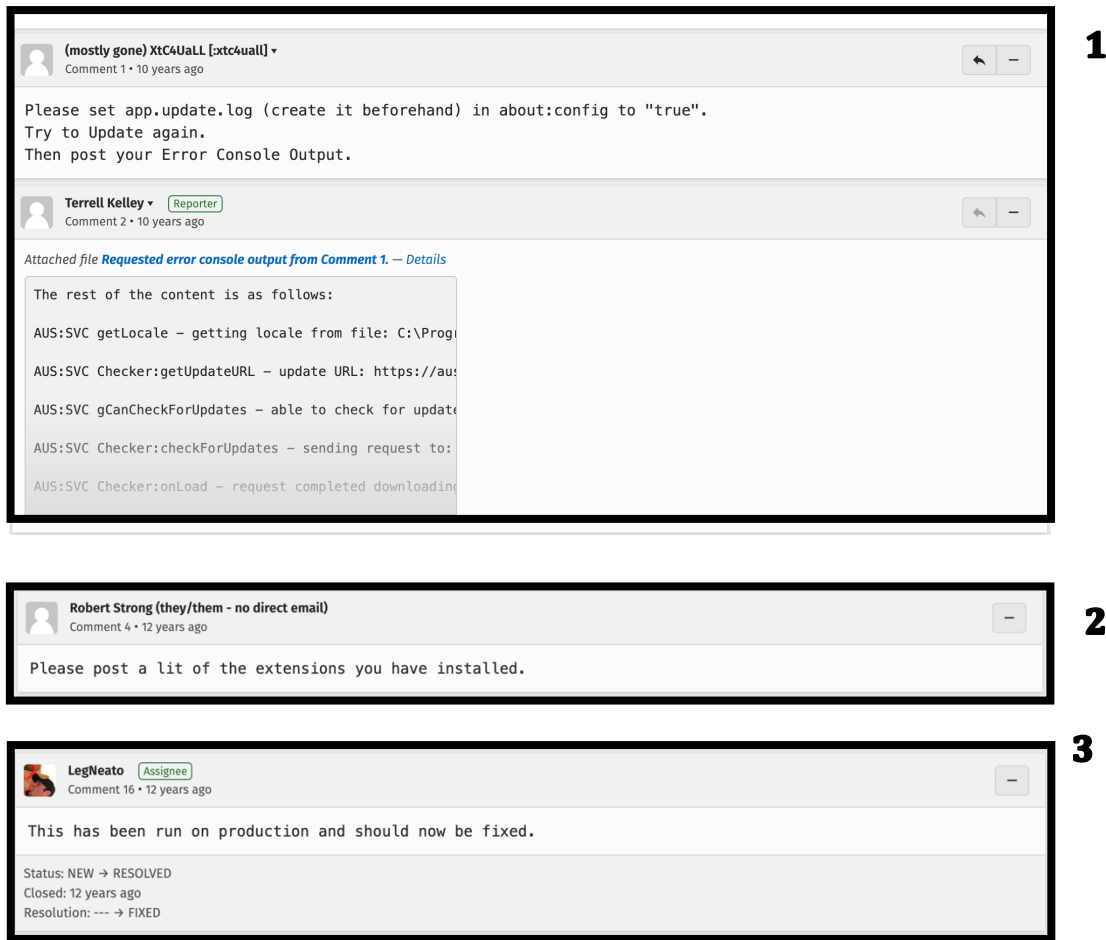 1
(mostly gone) XtC4UaLL [:xtc4uall] ▾
Comment 1 • 10 years ago
Please set app.update.log (create it beforehand) in about:config to "true".
Try to Update again.
Then post your Error Console Output.
Terrell Kelley ▾ Reporter
Comment 2 • 10 years ago
Attached file Requested error console output from Comment 1. — Details
The rest of the content is as follows:
AUS:SVC getLocale – getting locale from file: C:\Progr
AUS:SVC Checker:getUpdateURL – update URL: https://aus
AUS:SVC gCanCheckForUpdates – able to check for update
AUS:SVC Checker:checkForUpdates – sending request to:
AUS:SVC Checker:onLoad – request completed downloading
2
Robert Strong (they/them - no direct email)
Comment 4 • 12 years ago
Please post a lit of the extensions you have installed.
3
LegNeato Assignee
Comment 16 • 12 years ago
This has been run on production and should now be fixed.
Status: NEW → RESOLVED
Closed: 12 years ago
Resolution: --- → FIXED